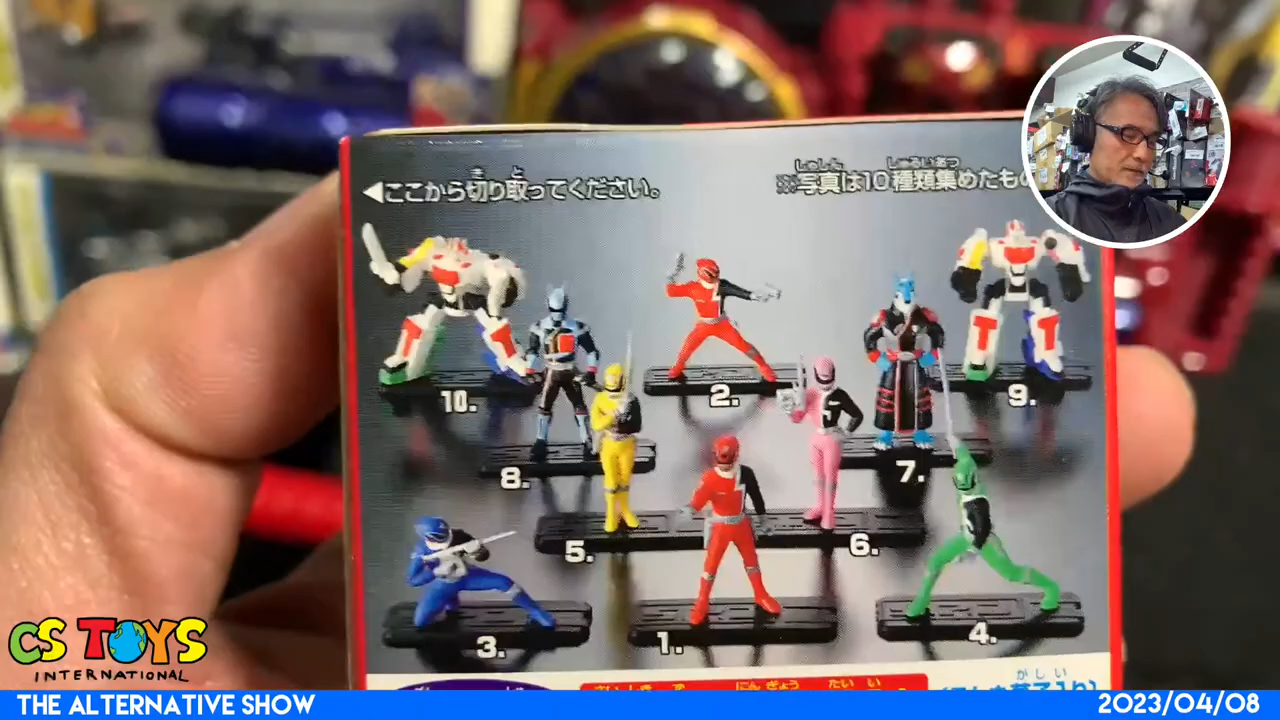 ◀ここから切り取ってください。
※写真は10種類集めたもの
10.
2.
9.
8.
7.
5.
6.
3.
1.
4.
CS TOYS
INTERNATIONAL
THE ALTERNATIVE SHOW
2023/04/08